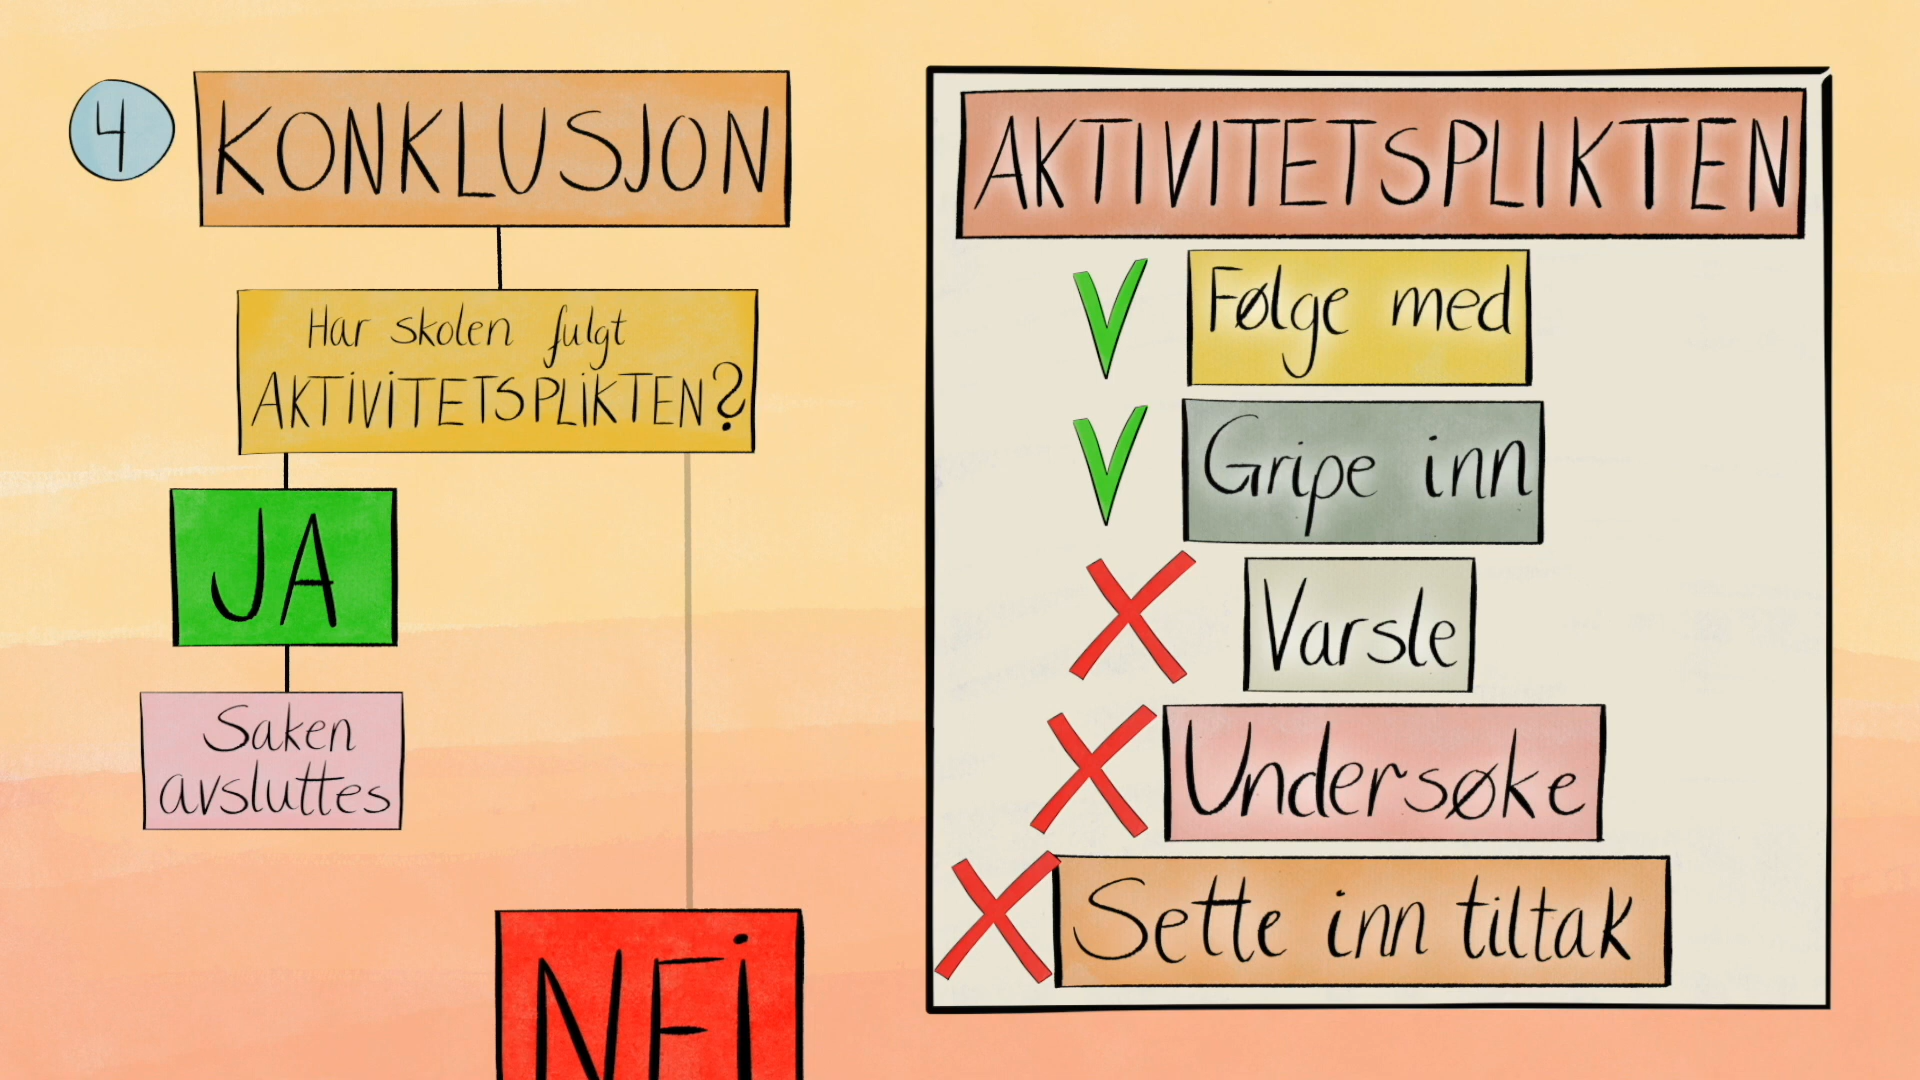 4
KONKLUSJON
Har skolen fulgt
AKTIVITETSPLIKTEN?
JA
Saken
avsluttes
NEI
AKTIVITETSPLIKTEN
Følge med
Gripe inn
Varsle
Undersøke
Sette inn tiltak